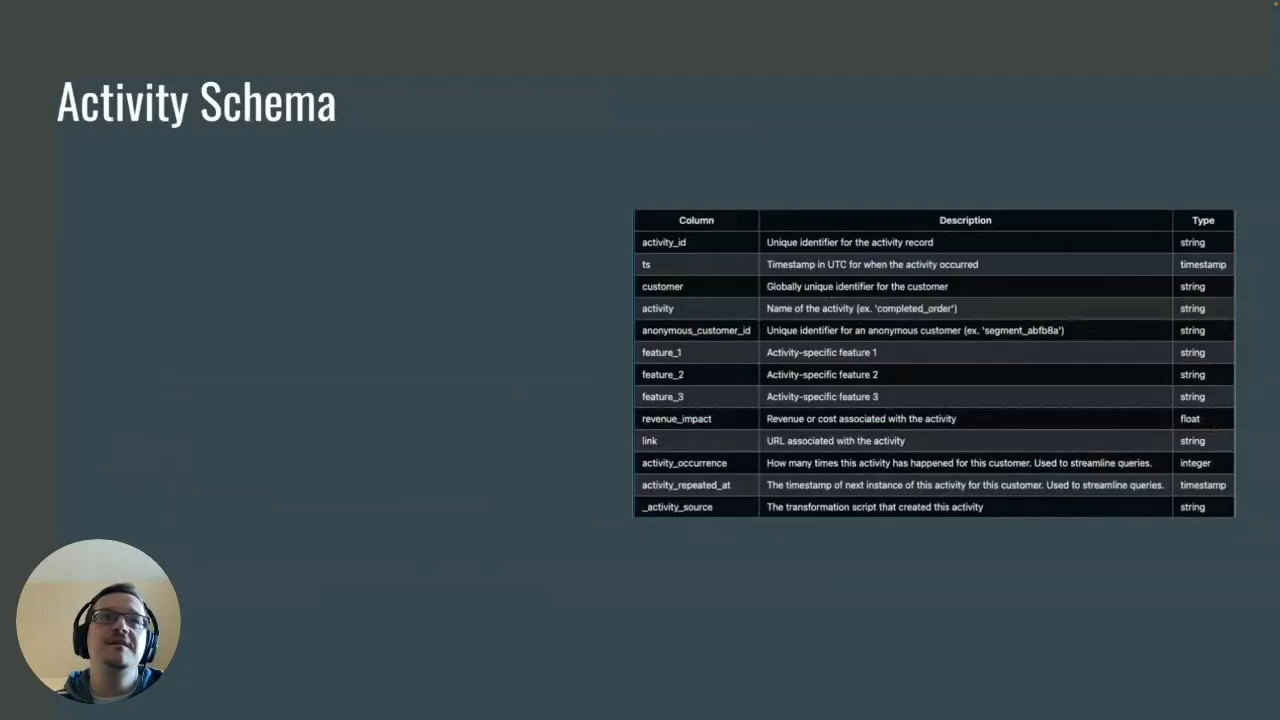 Activity Schema
Column Description Type
activity_id Unique identifier for the activity record string
ts Timestamp in UTC for when the activity occurred timestamp
customer Globally unique identifier for the customer string
activity Name of the activity (ex. 'completed_order') string
anonymous_customer_id Unique identifier for an anonymous customer (ex. 'segment_abfb8a') string
feature_1 Activity-specific feature 1 string
feature_2 Activity-specific feature 2 string
feature_3 Activity-specific feature 3 string
revenue_impact Revenue or cost associated with the activity float
link URL associated with the activity string
activity_occurrence How many times this activity has happened for this customer. Used to streamline queries. integer
activity_repeated_at The timestamp of next instance of this activity for this customer. Used to streamline queries. timestamp
_activity_source The transformation script that created this activity string